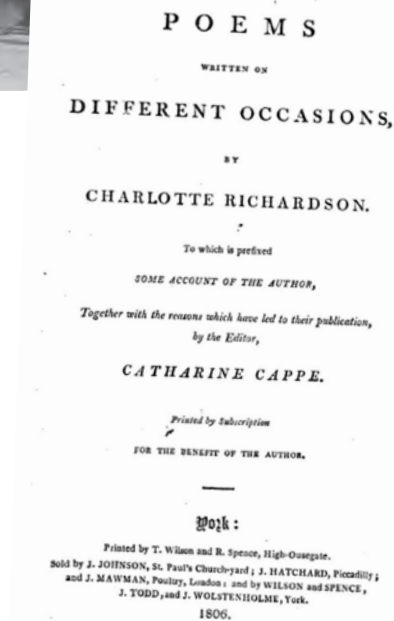 POEMS
WRITTEN ON
DIFFERENT OCCASIONS,
BY
CHARLOTTE RICHARDSON.
To which is prefixed
SOME ACCOUNT OF THE AUTHOR,
Together with the reasons which have led to their publication,
by the Editor,
CATHARINE CAPPE.
Printed by Subscription
FOR THE BENEFIT OF THE AUTHOR.
York:
Printed by T. Wilson and R. Spence, High-Ousegate.
Sold by J. JOHNSON, St. Paul's Church-yard; J. HATCHARD, Piccadilly;
and J. MAWMAN, Poultry, London: and by WILSON and SPENCE,
J. TODD, and J. WOLSTENHOLME, York.
1806.